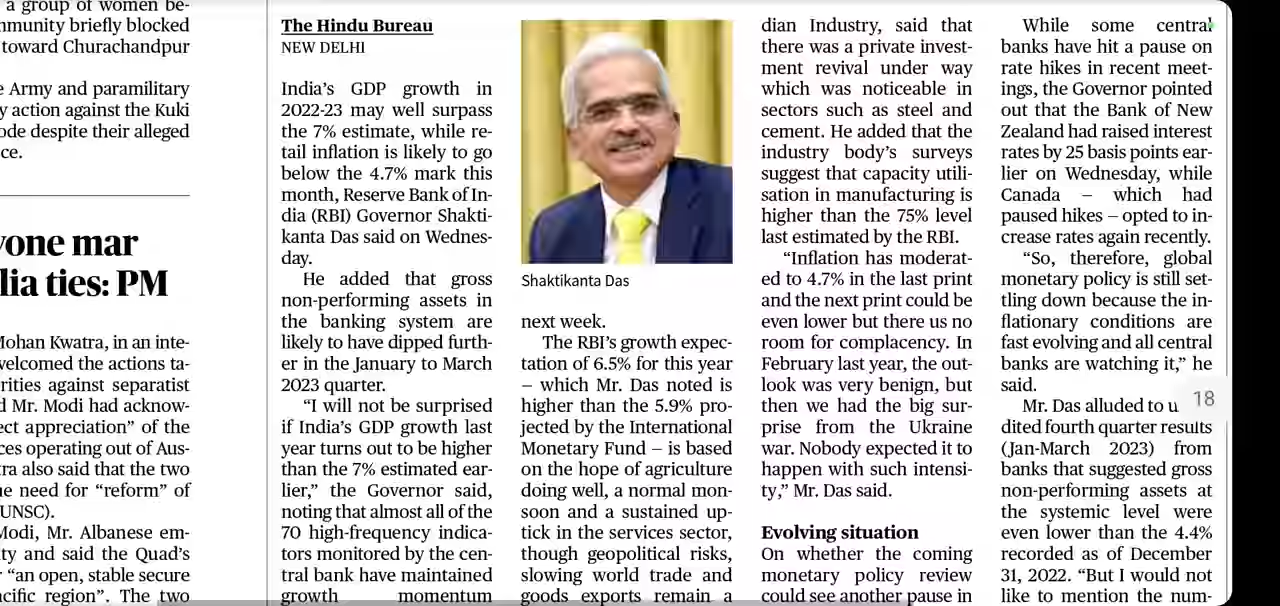 a group of women be-
mmunity briefly blocked
toward Churachandpur
Army and paramilitary
action against the Kuki
despite their alleged
mar
ties: PM
Kwatra, in an inte-
welcomed the actions ta-
against separatist
Mr. Modi had acknow-
appreciation” of the
operating out of Aus-
also said that the two
need for “reform” of
UNSC).
Modi, Mr. Albanese em-
and said the Quad’s
“an open, stable secure
region”. The two
The Hindu Bureau
NEW DELHI
India’s GDP growth in
2022-23 may well surpass
the 7% estimate, while re-
tail inflation is likely to go
below the 4.7% mark this
month, Reserve Bank of In-
dia (RBI) Governor Shakti-
kanta Das said on Wednes-
day.
He added that gross
non-performing assets in
the banking system are
likely to have dipped furth-
er in the January to March
2023 quarter.
“I will not be surprised
if India’s GDP growth last
year turns out to be higher
than the 7% estimated ear-
lier,” the Governor said,
noting that almost all of the
70 high-frequency indica-
tors monitored by the cen-
tral bank have maintained
growth momentum
Shaktikanta Das
next week.
The RBI’s growth expec-
tation of 6.5% for this year
– which Mr. Das noted is
higher than the 5.9% pro-
jected by the International
Monetary Fund – is based
on the hope of agriculture
doing well, a normal mon-
soon and a sustained up-
tick in the services sector,
though geopolitical risks,
slowing world trade and
goods exports remain a
dian Industry, said that
there was a private invest-
ment revival under way
which was noticeable in
sectors such as steel and
cement. He added that the
industry body’s surveys
suggest that capacity utili-
sation in manufacturing is
higher than the 75% level
last estimated by the RBI.
“Inflation has moderat-
ed to 4.7% in the last print
and the next print could be
even lower but there us no
room for complacency. In
February last year, the out-
look was very benign, but
then we had the big sur-
prise from the Ukraine
war. Nobody expected it to
happen with such intensi-
ty,” Mr. Das said.
Evolving situation
On whether the coming
monetary policy review
could see another pause in
While some central
banks have hit a pause on
rate hikes in recent meet-
ings, the Governor pointed
out that the Bank of New
Zealand had raised interest
rates by 25 basis points ear-
lier on Wednesday, while
Canada – which had
paused hikes – opted to in-
crease rates again recently.
“So, therefore, global
monetary policy is still set-
tling down because the in-
flationary conditions are
fast evolving and all central
banks are watching it,” he
said.
Mr. Das alluded to
dited fourth quarter results
(Jan-March 2023) from
banks that suggested gross
non-performing assets at
the systemic level were
even lower than the 4.4%
recorded as of December
31, 2022. “But I would not
like to mention the num-
18